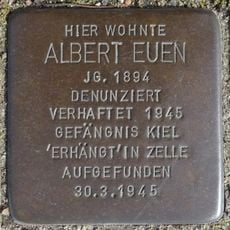 HIER WOHNTE
ALBERT EUEN
JG. 1894
DENUNZIERT
VERHAFTET 1945
GEFÄNGNIS KIEL
'ERHÄNGT' IN ZELLE
AUFGEFUNDEN
30.3.1945